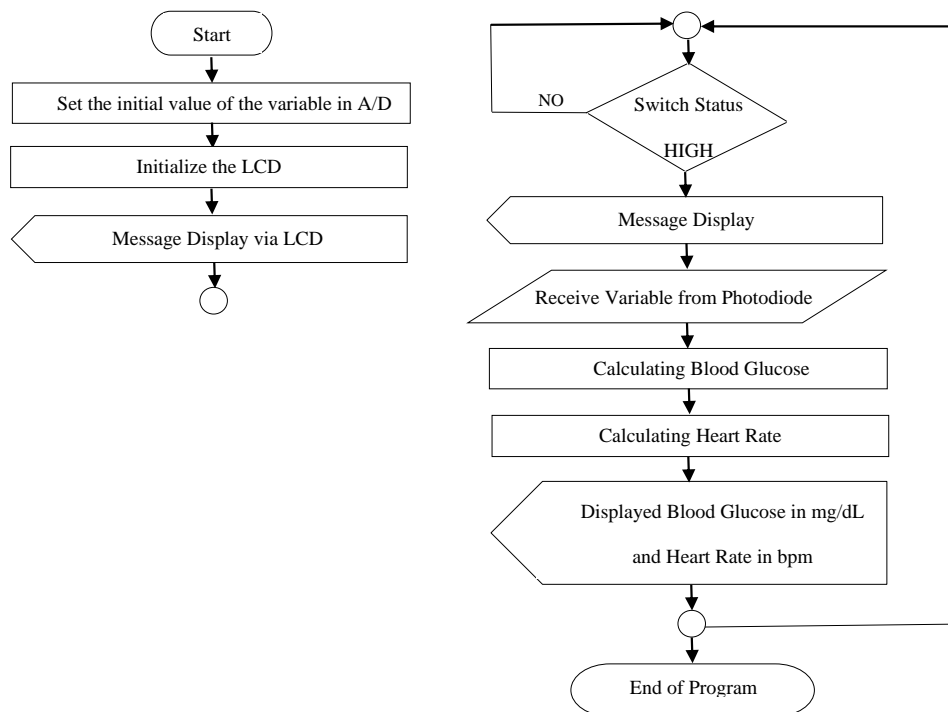 Start
Set the initial value of the variable in A/D
Initialize the LCD
Message Display via LCD
Switch Status
NO
HIGH
Message Display
Receive Variable from Photodiode
Calculating Blood Glucose
Calculating Heart Rate
Displayed Blood Glucose in mg/dL
and Heart Rate in bpm
End of Program